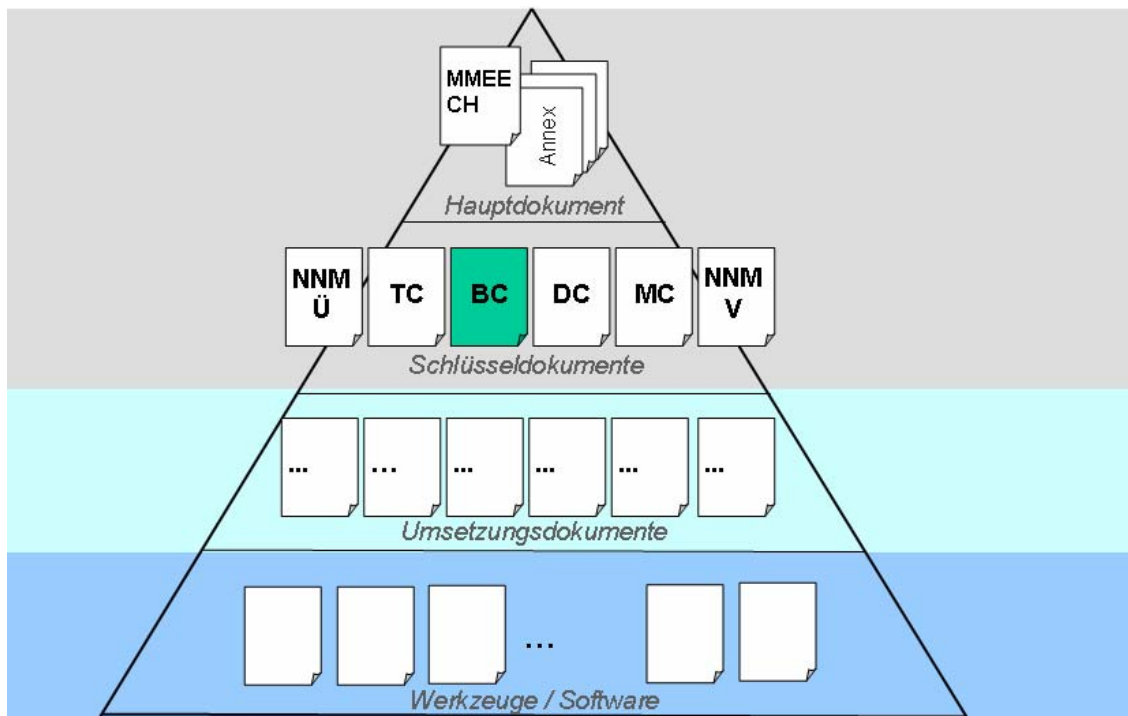 MMEE
CH
Annex
Hauptdokument
NNM
Ü
TC
BC
DC
MC
NNM
V
Schlüsseldokumente
... ... ... ... ... ...
Umsetzungsdokumente
...
Werkzeuge / Software